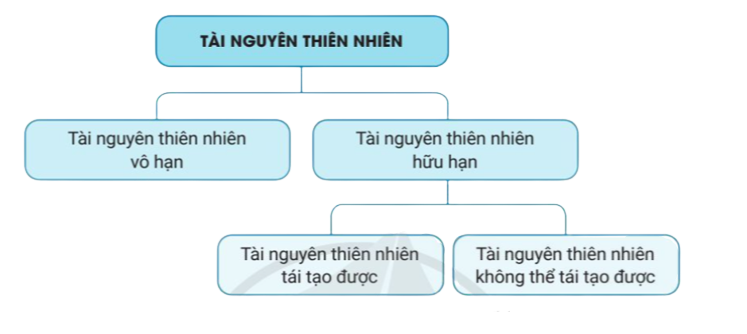 TÀI NGUYÊN THIÊN NHIÊN
Tài nguyên thiên nhiên
vô hạn
Tài nguyên thiên nhiên
hữu hạn
Tài nguyên thiên nhiên
tái tạo được
Tài nguyên thiên nhiên
không thể tái tạo được